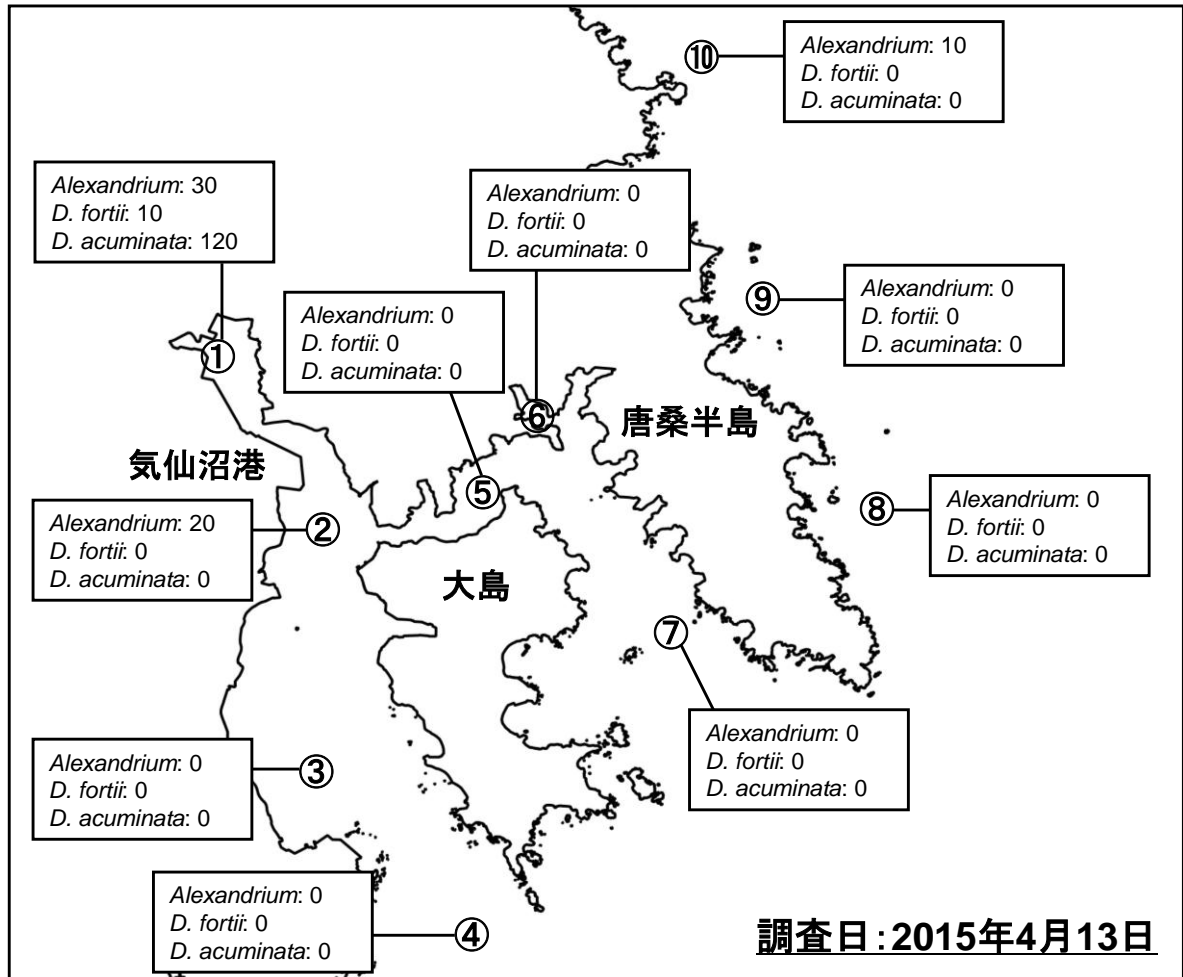 ⑩
Alexandrium: 10
D. fortii: 0
D. acuminata: 0
Alexandrium: 30
D. fortii: 10
D. acuminata: 120
①
Alexandrium: 0
D. fortii: 0
D. acuminata: 0
⑥
Alexandrium: 0
D. fortii: 0
D. acuminata: 0
⑤
⑨
Alexandrium: 0
D. fortii: 0
D. acuminata: 0
唐桑半島
気仙沼港
Alexandrium: 20
D. fortii: 0
D. acuminata: 0
②
⑧
Alexandrium: 0
D. fortii: 0
D. acuminata: 0
大島
⑦
Alexandrium: 0
D. fortii: 0
D. acuminata: 0
Alexandrium: 0
D. fortii: 0
D. acuminata: 0
③
Alexandrium: 0
D. fortii: 0
D. acuminata: 0
④
調査日:2015年4月13日